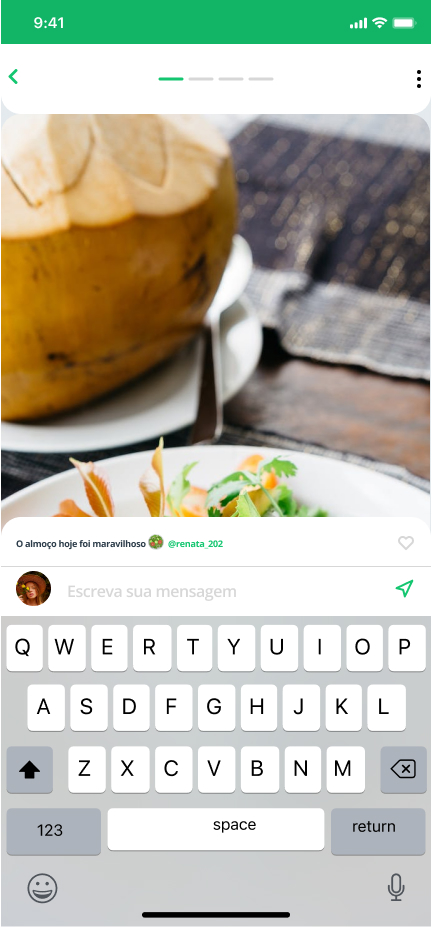 9:41
O almoço hoje foi maravilhoso 🥗 @renata_202
Escreva sua mensagem
Q W E R T Y U I O P
A S D F G H J K L
Z X C V B N M
123 space return